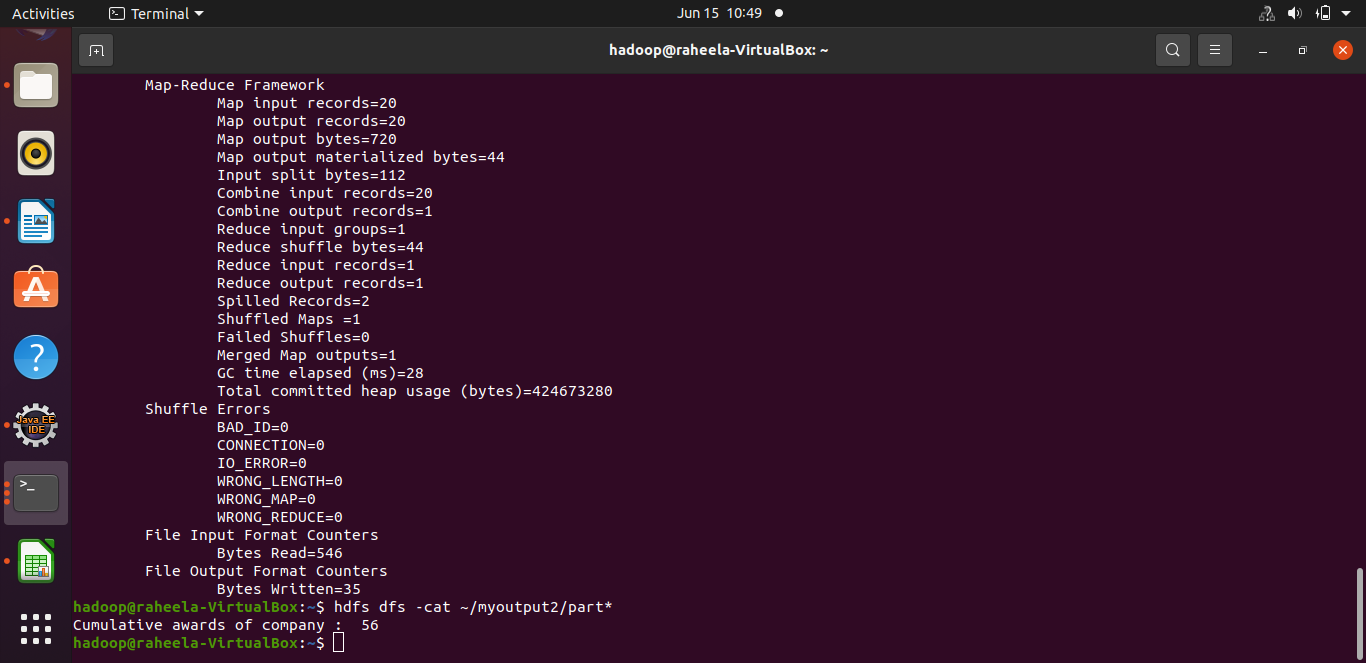 Activities Terminal Jun 15 10:49
hadoop@raheela-VirtualBox: ~
Map-Reduce Framework
Map input records=20
Map output records=20
Map output bytes=720
Map output materialized bytes=44
Input split bytes=112
Combine input records=20
Combine output records=1
Reduce input groups=1
Reduce shuffle bytes=44
Reduce input records=1
Reduce output records=1
Spilled Records=2
Shuffled Maps =1
Failed Shuffles=0
Merged Map outputs=1
GC time elapsed (ms)=28
Total committed heap usage (bytes)=424673280
Shuffle Errors
BAD_ID=0
CONNECTION=0
IO_ERROR=0
WRONG_LENGTH=0
WRONG_MAP=0
WRONG_REDUCE=0
File Input Format Counters
Bytes Read=546
File Output Format Counters
Bytes Written=35
hadoop@raheela-VirtualBox:~$ hdfs dfs -cat ~/myoutput2/part*
Cumulative awards of company :  56
hadoop@raheela-VirtualBox:~$
?
Java EE
IDE
>_